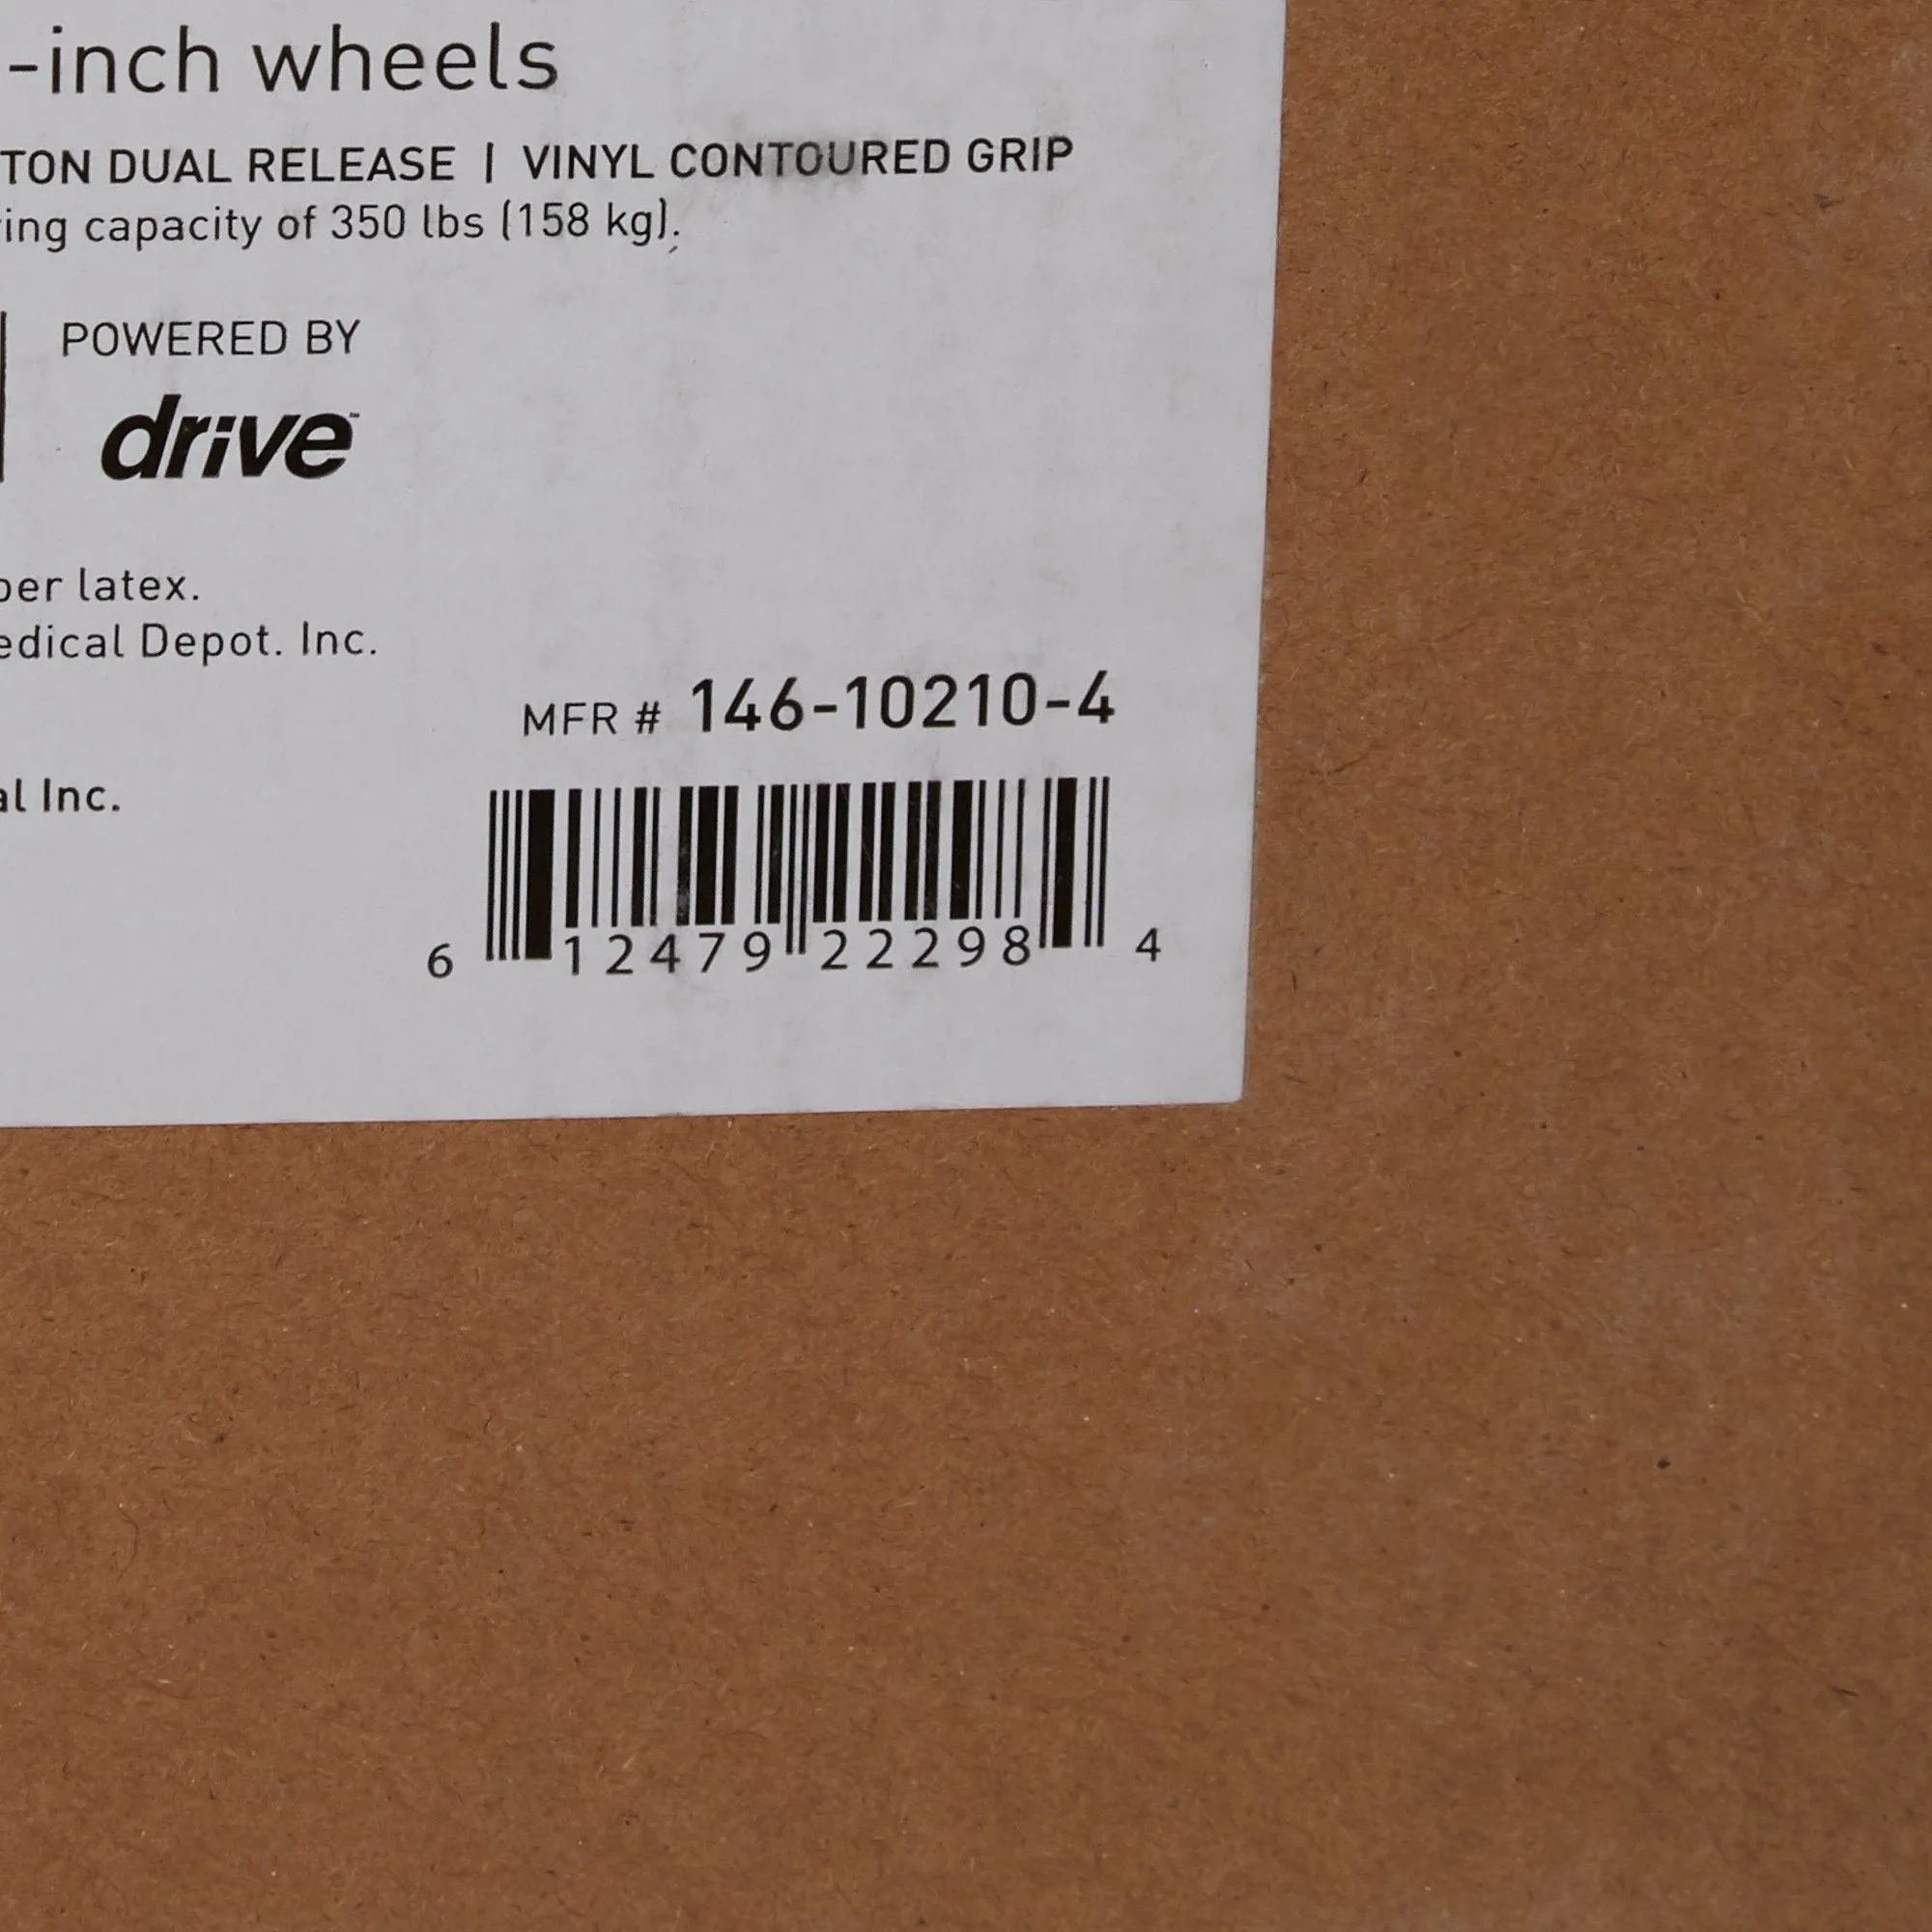 -inch wheels
TON DUAL RELEASE | VINYL CONTOURED GRIP
ing capacity of 350 lbs (158 kg).
POWERED BY
drive™
ber latex.
edical Depot. Inc.
MFR # 146-10210-4
al Inc.
6 12479 22298 4